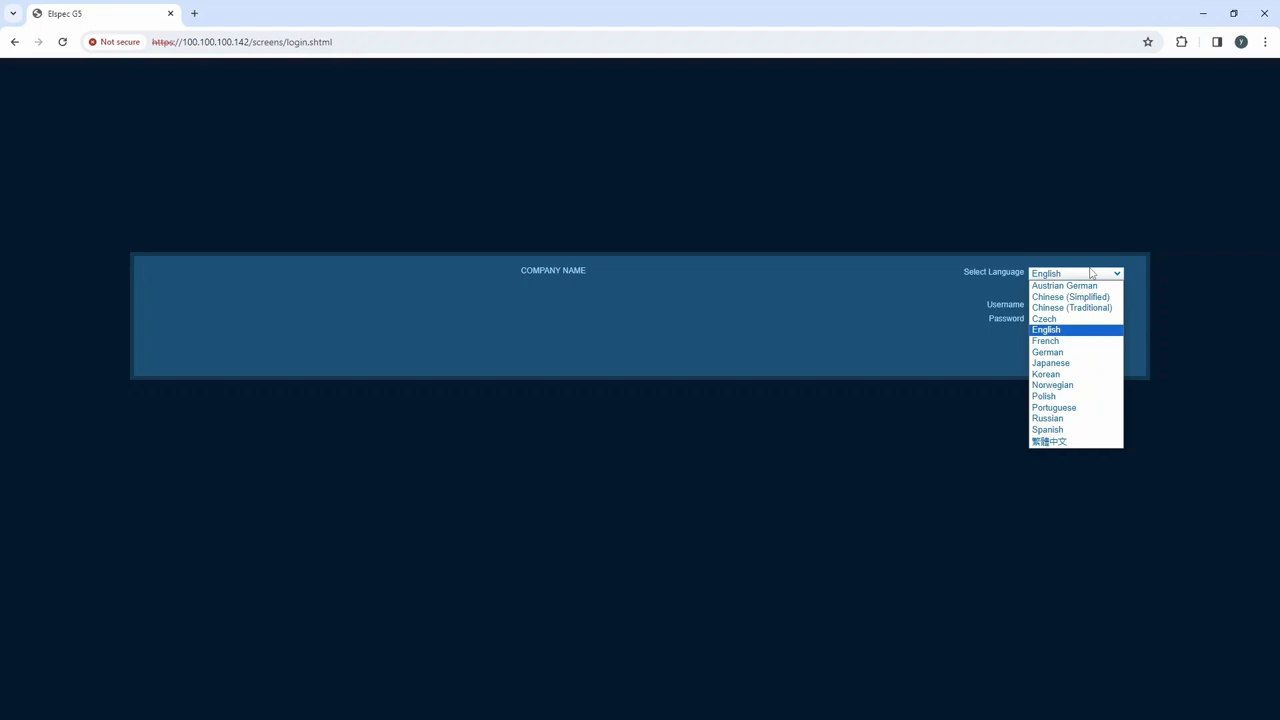 Elspec G5
Not secure
https://100.100.100.142/screens/login.shtml
Y
COMPANY NAME
Select Language
English
Username
Password
Austrian German
Chinese (Simplified)
Chinese (Traditional)
Czech
English
French
German
Japanese
Korean
Norwegian
Polish
Portuguese
Russian
Spanish
繁體中文